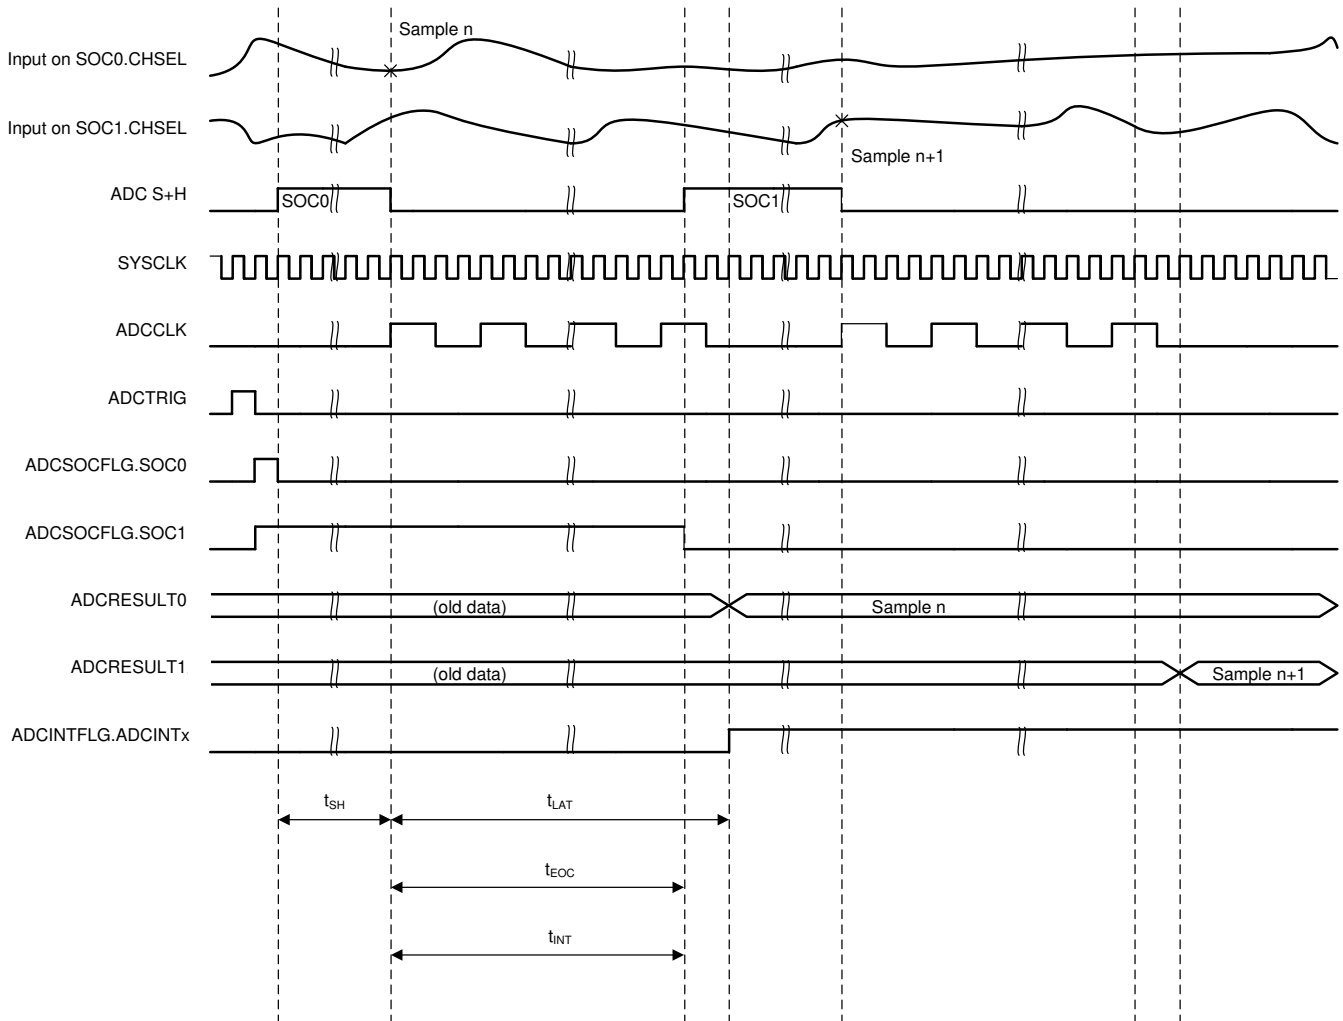 Sample n
Input on SOC0.CHSEL
Input on SOC1.CHSEL
Sample n+1
ADC S+H
SOC0
SOC1
SYSCLK
ADCCLK
ADCTRIG
ADCSOCFLG.SOC0
ADCSOCFLG.SOC1
ADCRESULT0
(old data)
Sample n
ADCRESULT1
(old data)
Sample n+1
ADCINTFLG.ADCINTx
tSH
tLAT
tEOC
tINT